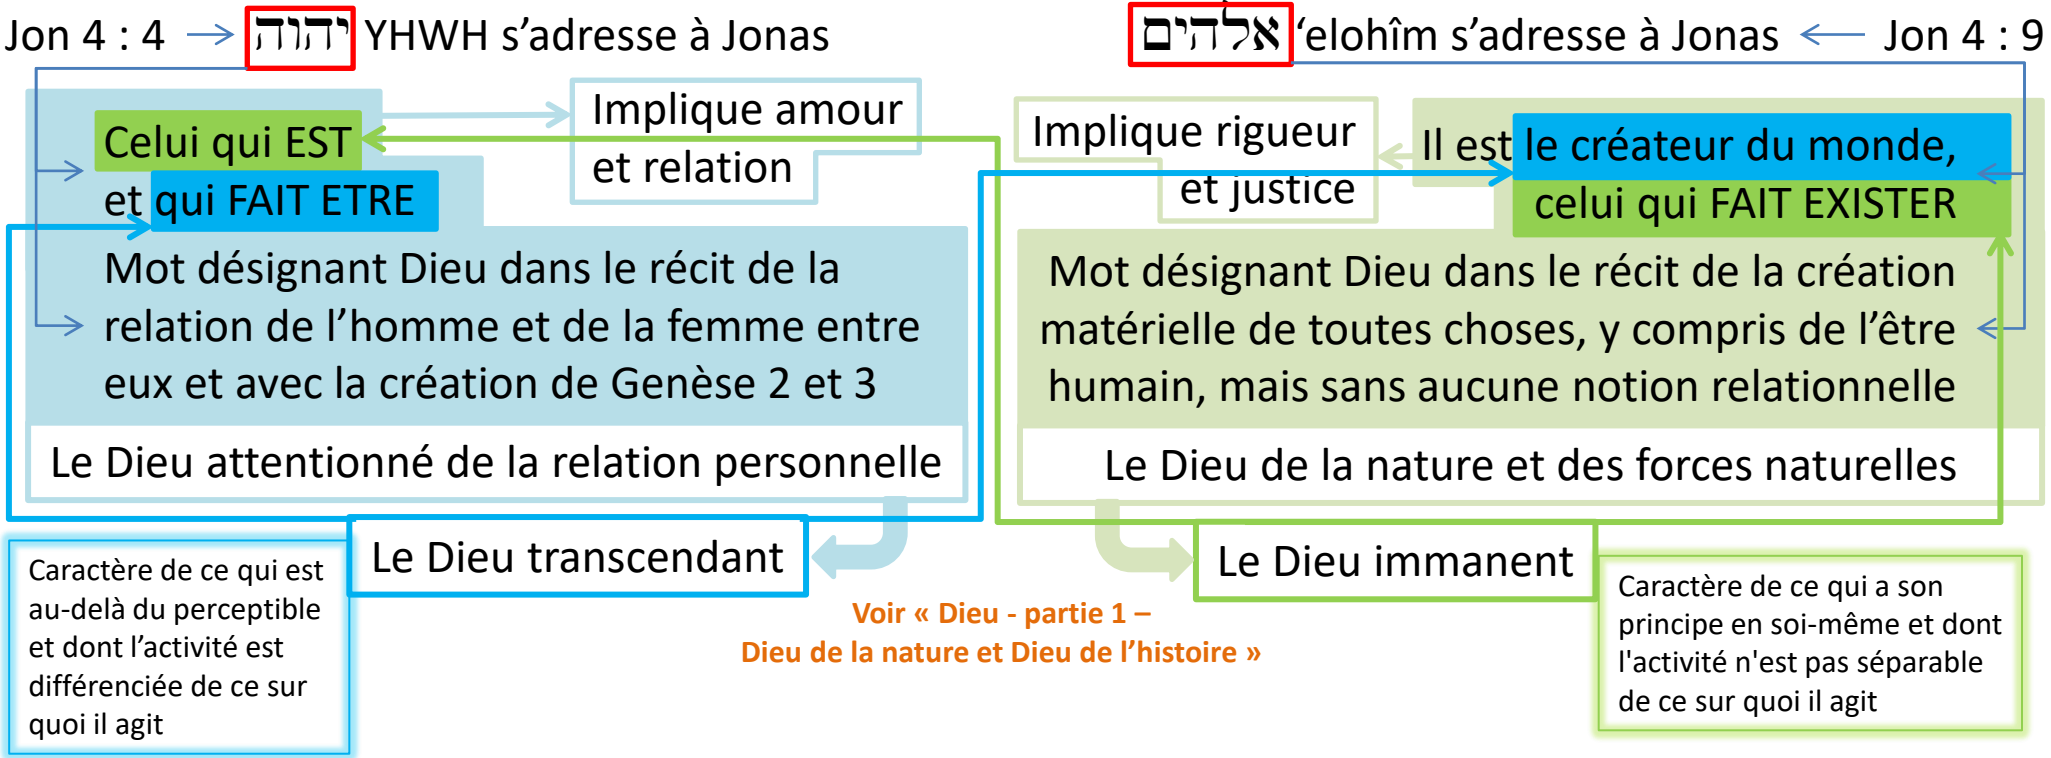 Jon 4 : 4 → יהוה YHWH s’adresse à Jonas
Celui qui EST
et qui FAIT ETRE
Implique amour
et relation
Mot désignant Dieu dans le récit de la
relation de l’homme et de la femme entre
eux et avec la création de Genèse 2 et 3
Le Dieu attentionné de la relation personnelle
Le Dieu transcendant
Caractère de ce qui est
au-delà du perceptible
et dont l’activité est
différenciée de ce sur
quoi il agit
אלהים ‘elohîm s’adresse à Jonas ← Jon 4 : 9
Implique rigueur
et justice
Il est le créateur du monde,
celui qui FAIT EXISTER
Mot désignant Dieu dans le récit de la création
matérielle de toutes choses, y compris de l’être
humain, mais sans aucune notion relationnelle
Le Dieu de la nature et des forces naturelles
Le Dieu immanent
Caractère de ce qui a son
principe en soi-même et dont
l'activité n'est pas séparable
de ce sur quoi il agit
Voir « Dieu - partie 1 –
Dieu de la nature et Dieu de l’histoire »